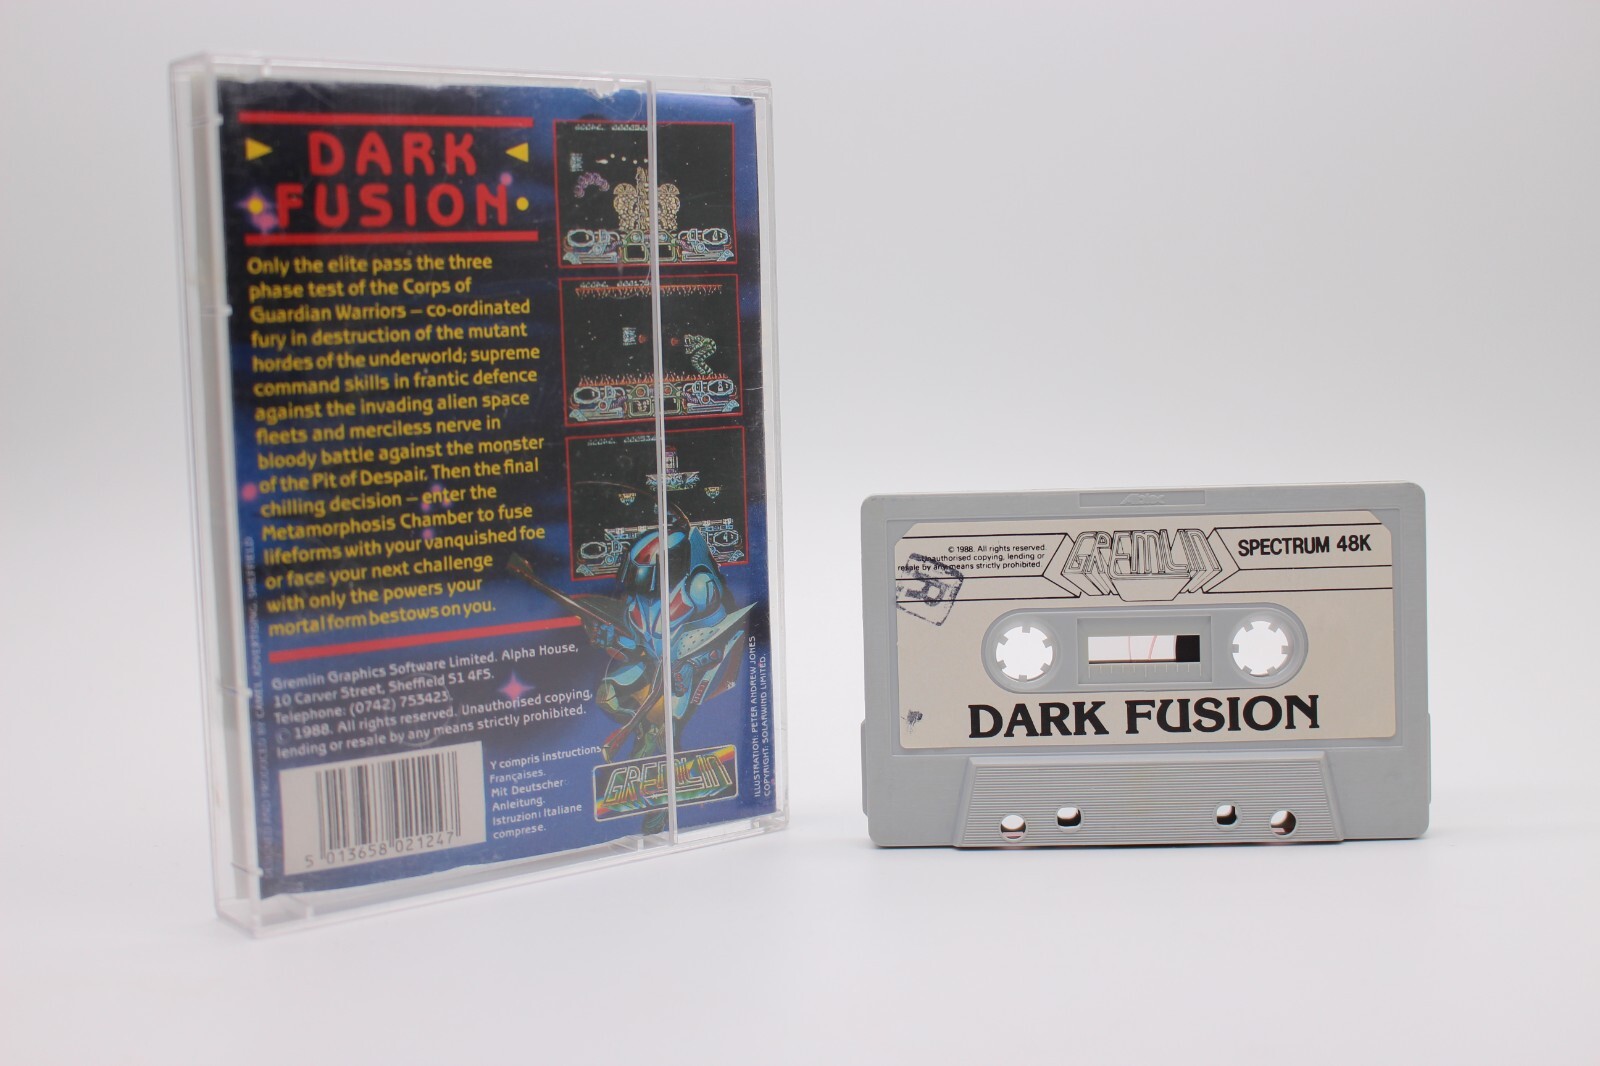 DARK
FUSION
Only the elite pass the three
phase test of the Corps of
Guardian Warriors – co-ordinated
fury in destruction of the mutant
hordes of the underworld; supreme
command skills in frantic defence
against the invading alien space
fleets and merciless nerve in
bloody battle against the monster
of the Pit of Despair. Then the final
chilling decision – enter the
Metamorphosis Chamber to fuse
lifeforms with your vanquished foe
or face your next challenge
with only the powers your
mortal form bestows on you.
Gremlin Graphics Software Limited. Alpha House,
10 Carver Street, Sheffield S1 4FS.
Telephone: (0742) 753423.
© 1988. All rights reserved. Unauthorised copying,
lending or resale by any means strictly prohibited.
5 013658 021247
Y compris instructions
Françaises.
Mit Deutscher
Anleitung.
Istruzioni Italiane
comprese.
GREMLIN
ILLUSTRATION: PETER ANDREW JONES
COPYRIGHT: SOLARWIND LIMITED.
PRODUCED BY CAREL ADVERTISING, SHEFFIELD
© 1988. All rights reserved.
Unauthorised copying, lending or
resale by any means strictly prohibited.
GREMLIN
SPECTRUM 48K
DARK FUSION